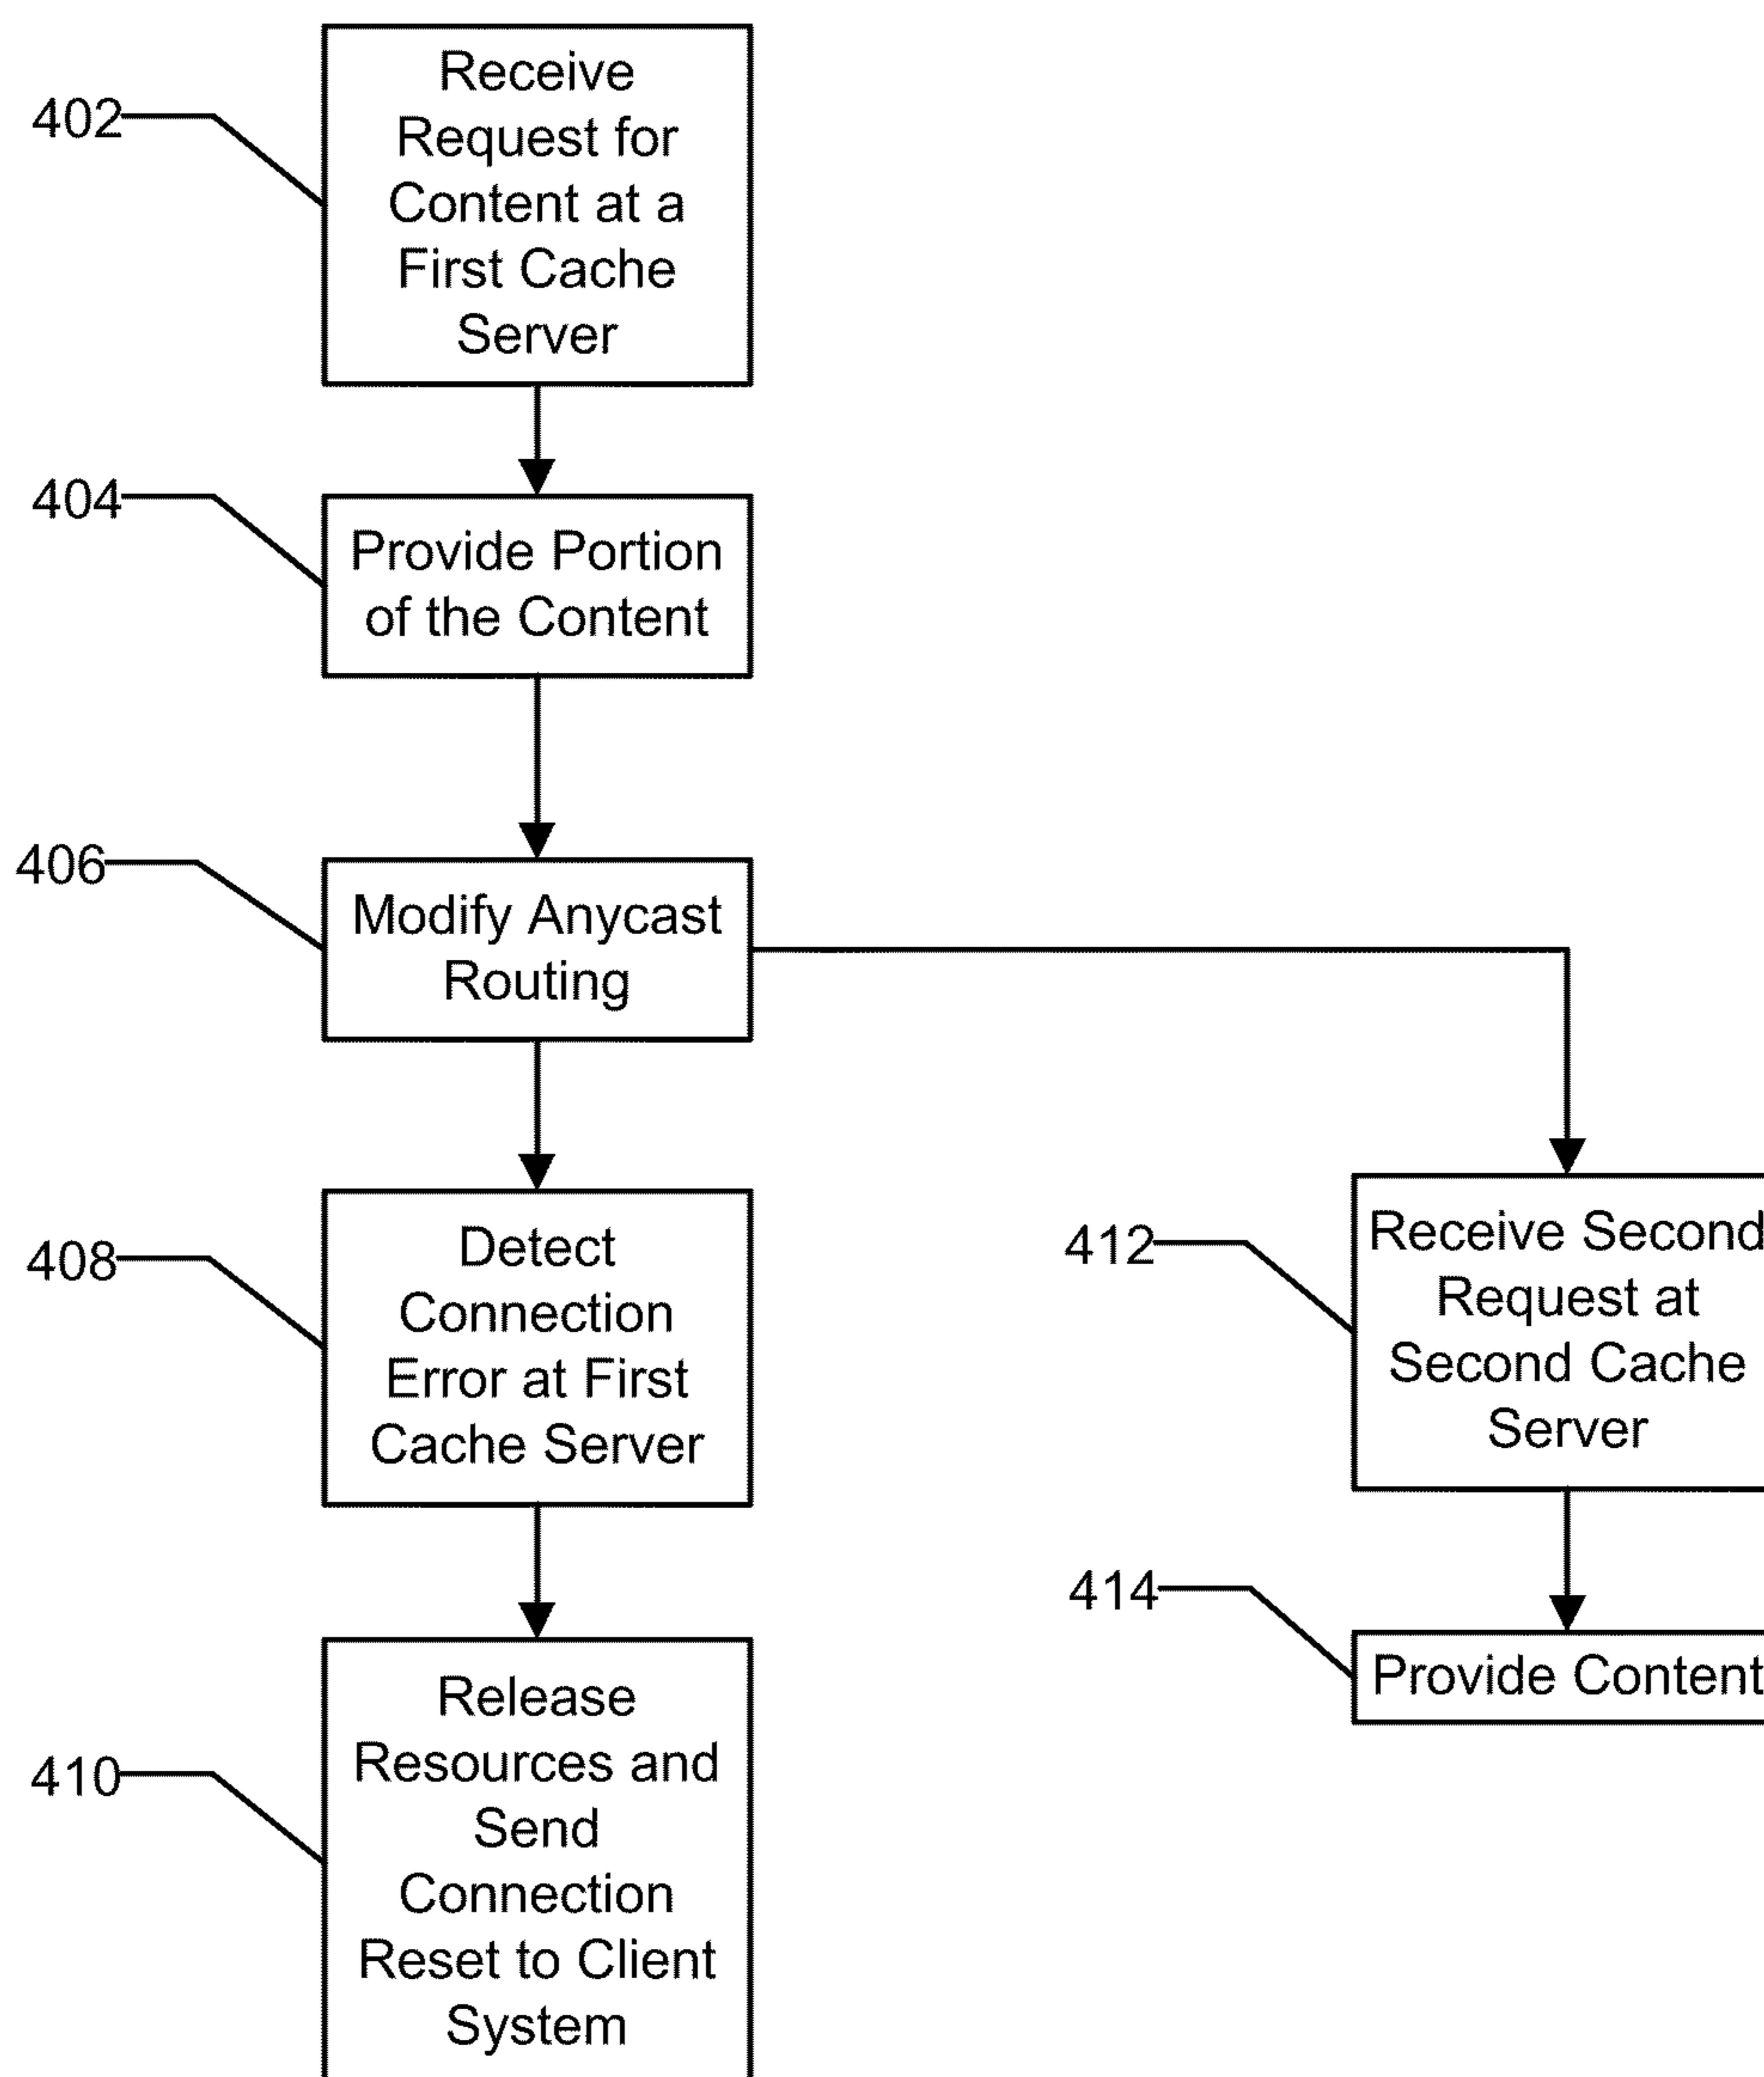 402
Receive
Request for
Content at a
First Cache
Server
404
Provide Portion
of the Content
406
Modify Anycast
Routing
408
Detect
Connection
Error at First
Cache Server
412
Receive Second
Request at
Second Cache
Server
410
Release
Resources and
Send
Connection
Reset to Client
System
414
Provide Content